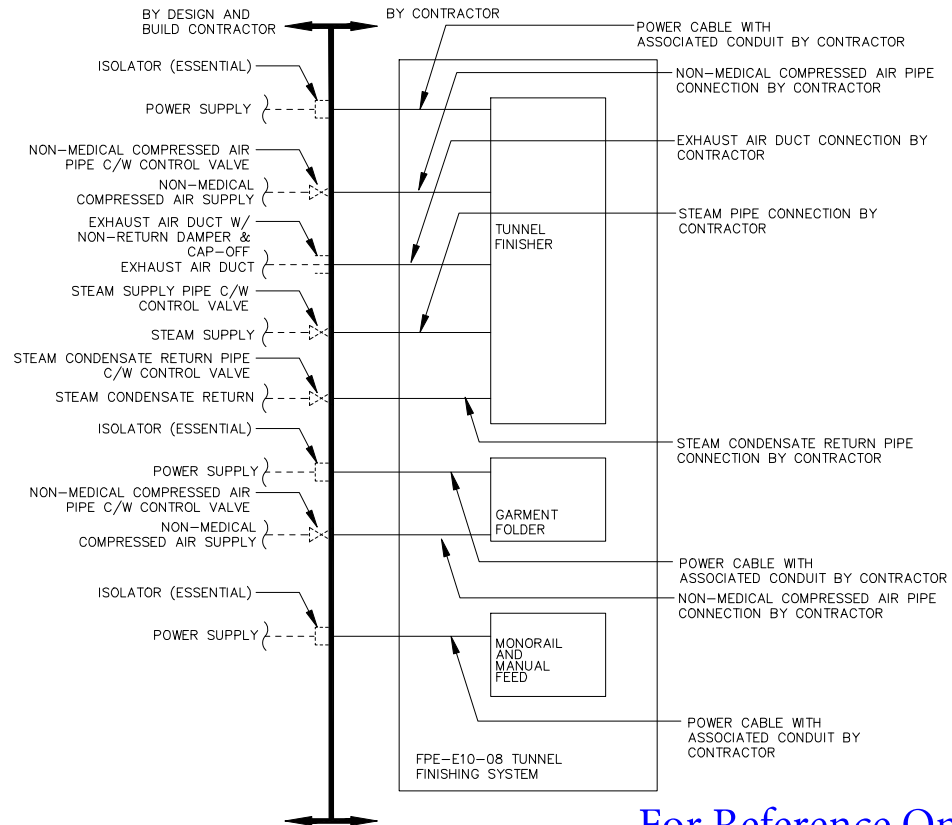 BY DESIGN AND
BUILD CONTRACTOR
BY CONTRACTOR
POWER CABLE WITH
ASSOCIATED CONDUIT BY CONTRACTOR
ISOLATOR (ESSENTIAL)
NON-MEDICAL COMPRESSED AIR PIPE
CONNECTION BY CONTRACTOR
POWER SUPPLY
EXHAUST AIR DUCT CONNECTION BY
CONTRACTOR
NON-MEDICAL COMPRESSED AIR
PIPE C/W CONTROL VALVE
NON-MEDICAL
COMPRESSED AIR SUPPLY
STEAM PIPE CONNECTION BY
CONTRACTOR
EXHAUST AIR DUCT W/
NON-RETURN DAMPER &
CAP-OFF
EXHAUST AIR DUCT
TUNNEL
FINISHER
STEAM SUPPLY PIPE C/W
CONTROL VALVE
STEAM SUPPLY
STEAM CONDENSATE RETURN PIPE
C/W CONTROL VALVE
STEAM CONDENSATE RETURN
ISOLATOR (ESSENTIAL)
STEAM CONDENSATE RETURN PIPE
CONNECTION BY CONTRACTOR
POWER SUPPLY
NON-MEDICAL COMPRESSED AIR
PIPE C/W CONTROL VALVE
NON-MEDICAL
COMPRESSED AIR SUPPLY
GARMENT
FOLDER
POWER CABLE WITH
ASSOCIATED CONDUIT BY CONTRACTOR
NON-MEDICAL COMPRESSED AIR PIPE
CONNECTION BY CONTRACTOR
ISOLATOR (ESSENTIAL)
POWER SUPPLY
MONORAIL
AND
MANUAL
FEED
POWER CABLE WITH
ASSOCIATED CONDUIT BY
CONTRACTOR
FPE-E10-08 TUNNEL
FINISHING SYSTEM
For Reference